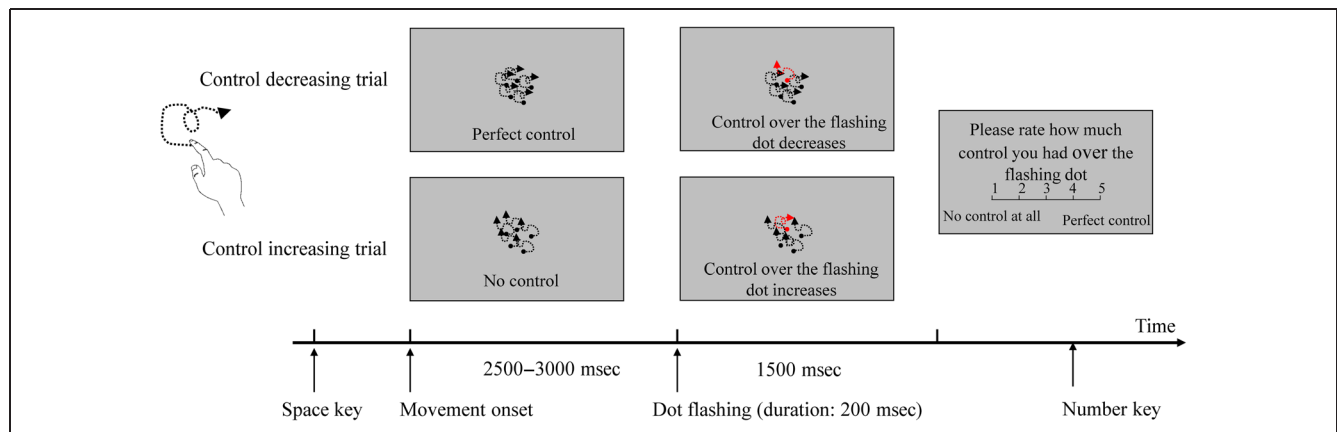 Control decreasing trial
Perfect control
Control over the flashing
dot decreases
Please rate how much
control you had over the
flashing dot
1 2 3 4 5
No control at all
Perfect control
Control increasing trial
No control
Control over the flashing
dot increases
Time
2500–3000 msec
1500 msec
Space key
Movement onset
Dot flashing (duration: 200 msec)
Number key